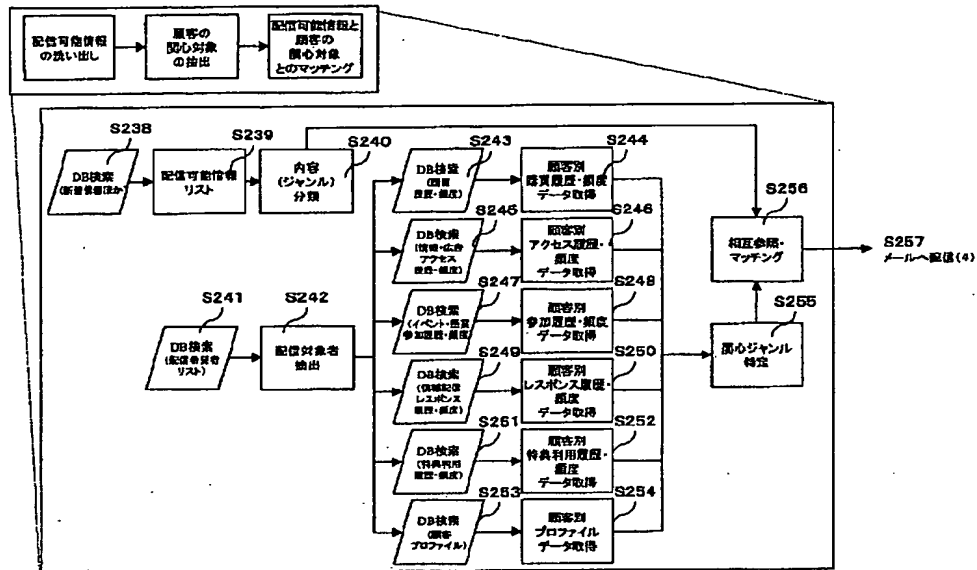 配信可能情報
の洗い出し
顧客の
関心対象
の抽出
配信可能情報と
顧客の
関心対象
とのマッチング
S238
DB検索
(新着情報ほか)
S239
配信可能情報
リスト
S240
内容
(ジャンル)
分類
S241
DB検索
リスト)
S242
配信対象者
抽出
S243
DB検索
(購買
履歴・頻度)
S244
顧客別
購買履歴・頻度
データ取得
S245
DB検索
(情報・広告
アクセス
履歴・頻度)
S246
顧客別
アクセス履歴・
頻度
データ取得
S247
DB検索
(イベント・懸賞
参加履歴・頻度)
S248
顧客別
参加履歴・頻度
データ取得
S249
DB検索
(情報配信
レスポンス
履歴・頻度)
S250
顧客別
レスポンス履歴・
頻度
データ取得
S251
DB検索
(特典利用
履歴・頻度)
S252
顧客別
特典利用履歴・
頻度
データ取得
S253
DB検索
(顧客
プロファイル)
S254
顧客別
プロファイル
データ取得
S255
関心ジャンル
特定
S256
相互参照・
マッチング
S257
メールへ配信(4)